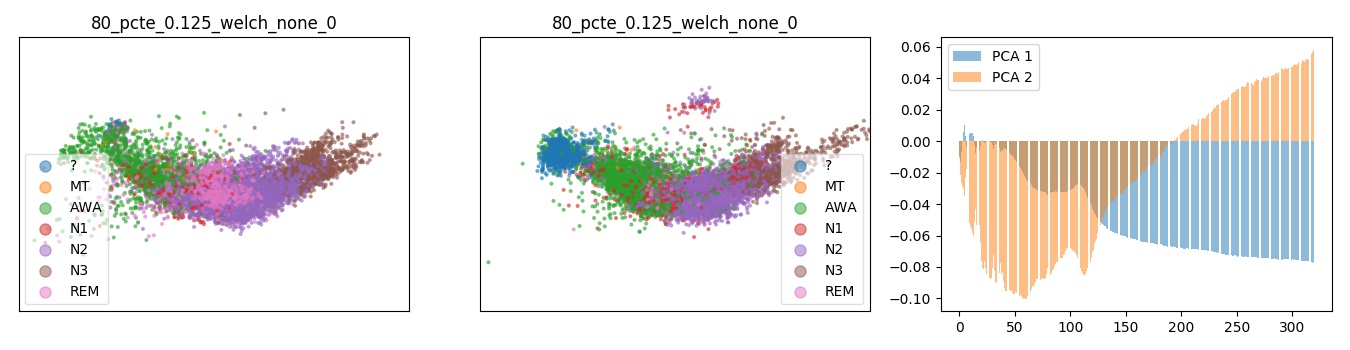 80_pcte_0.125_welch_none_0
?
MT
AWA
N1
N2
N3
REM
80_pcte_0.125_welch_none_0
?
MT
AWA
N1
N2
N3
REM
PCA 1
PCA 2
0.06
0.04
0.02
0.00
−0.02
−0.04
−0.06
−0.08
−0.10
0 50 100 150 200 250 300